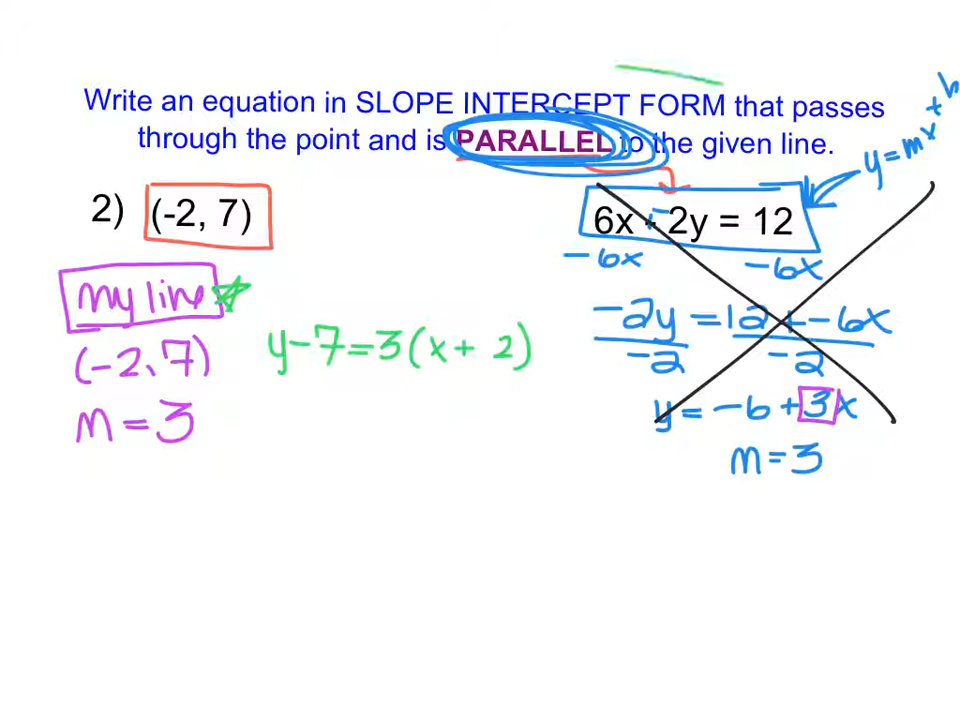 Write an equation in SLOPE INTERCEPT FORM that passes
through the point and is PARALLEL to the given line.
y=mx+b
2) (-2, 7)
6x - 2y = 12
-6x -6x
my line
-2y = 12 + -6x
-2 -2
(-2, 7)
y-7=3(x+ 2)
y = -6 + 3x
m = 3
m = 3